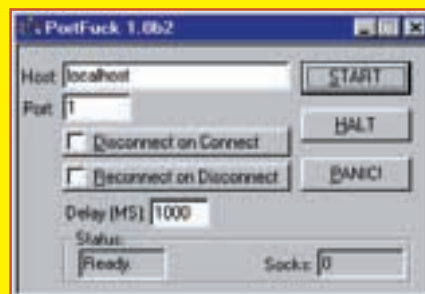 PortFuck 1.0b2
Host: localhost
START
Port: 1
HALT
Disconnect on Connect
Reconnect on Disconnect
PANIC!
Delay (MS): 1000
Status:
Ready.
Socks: 0